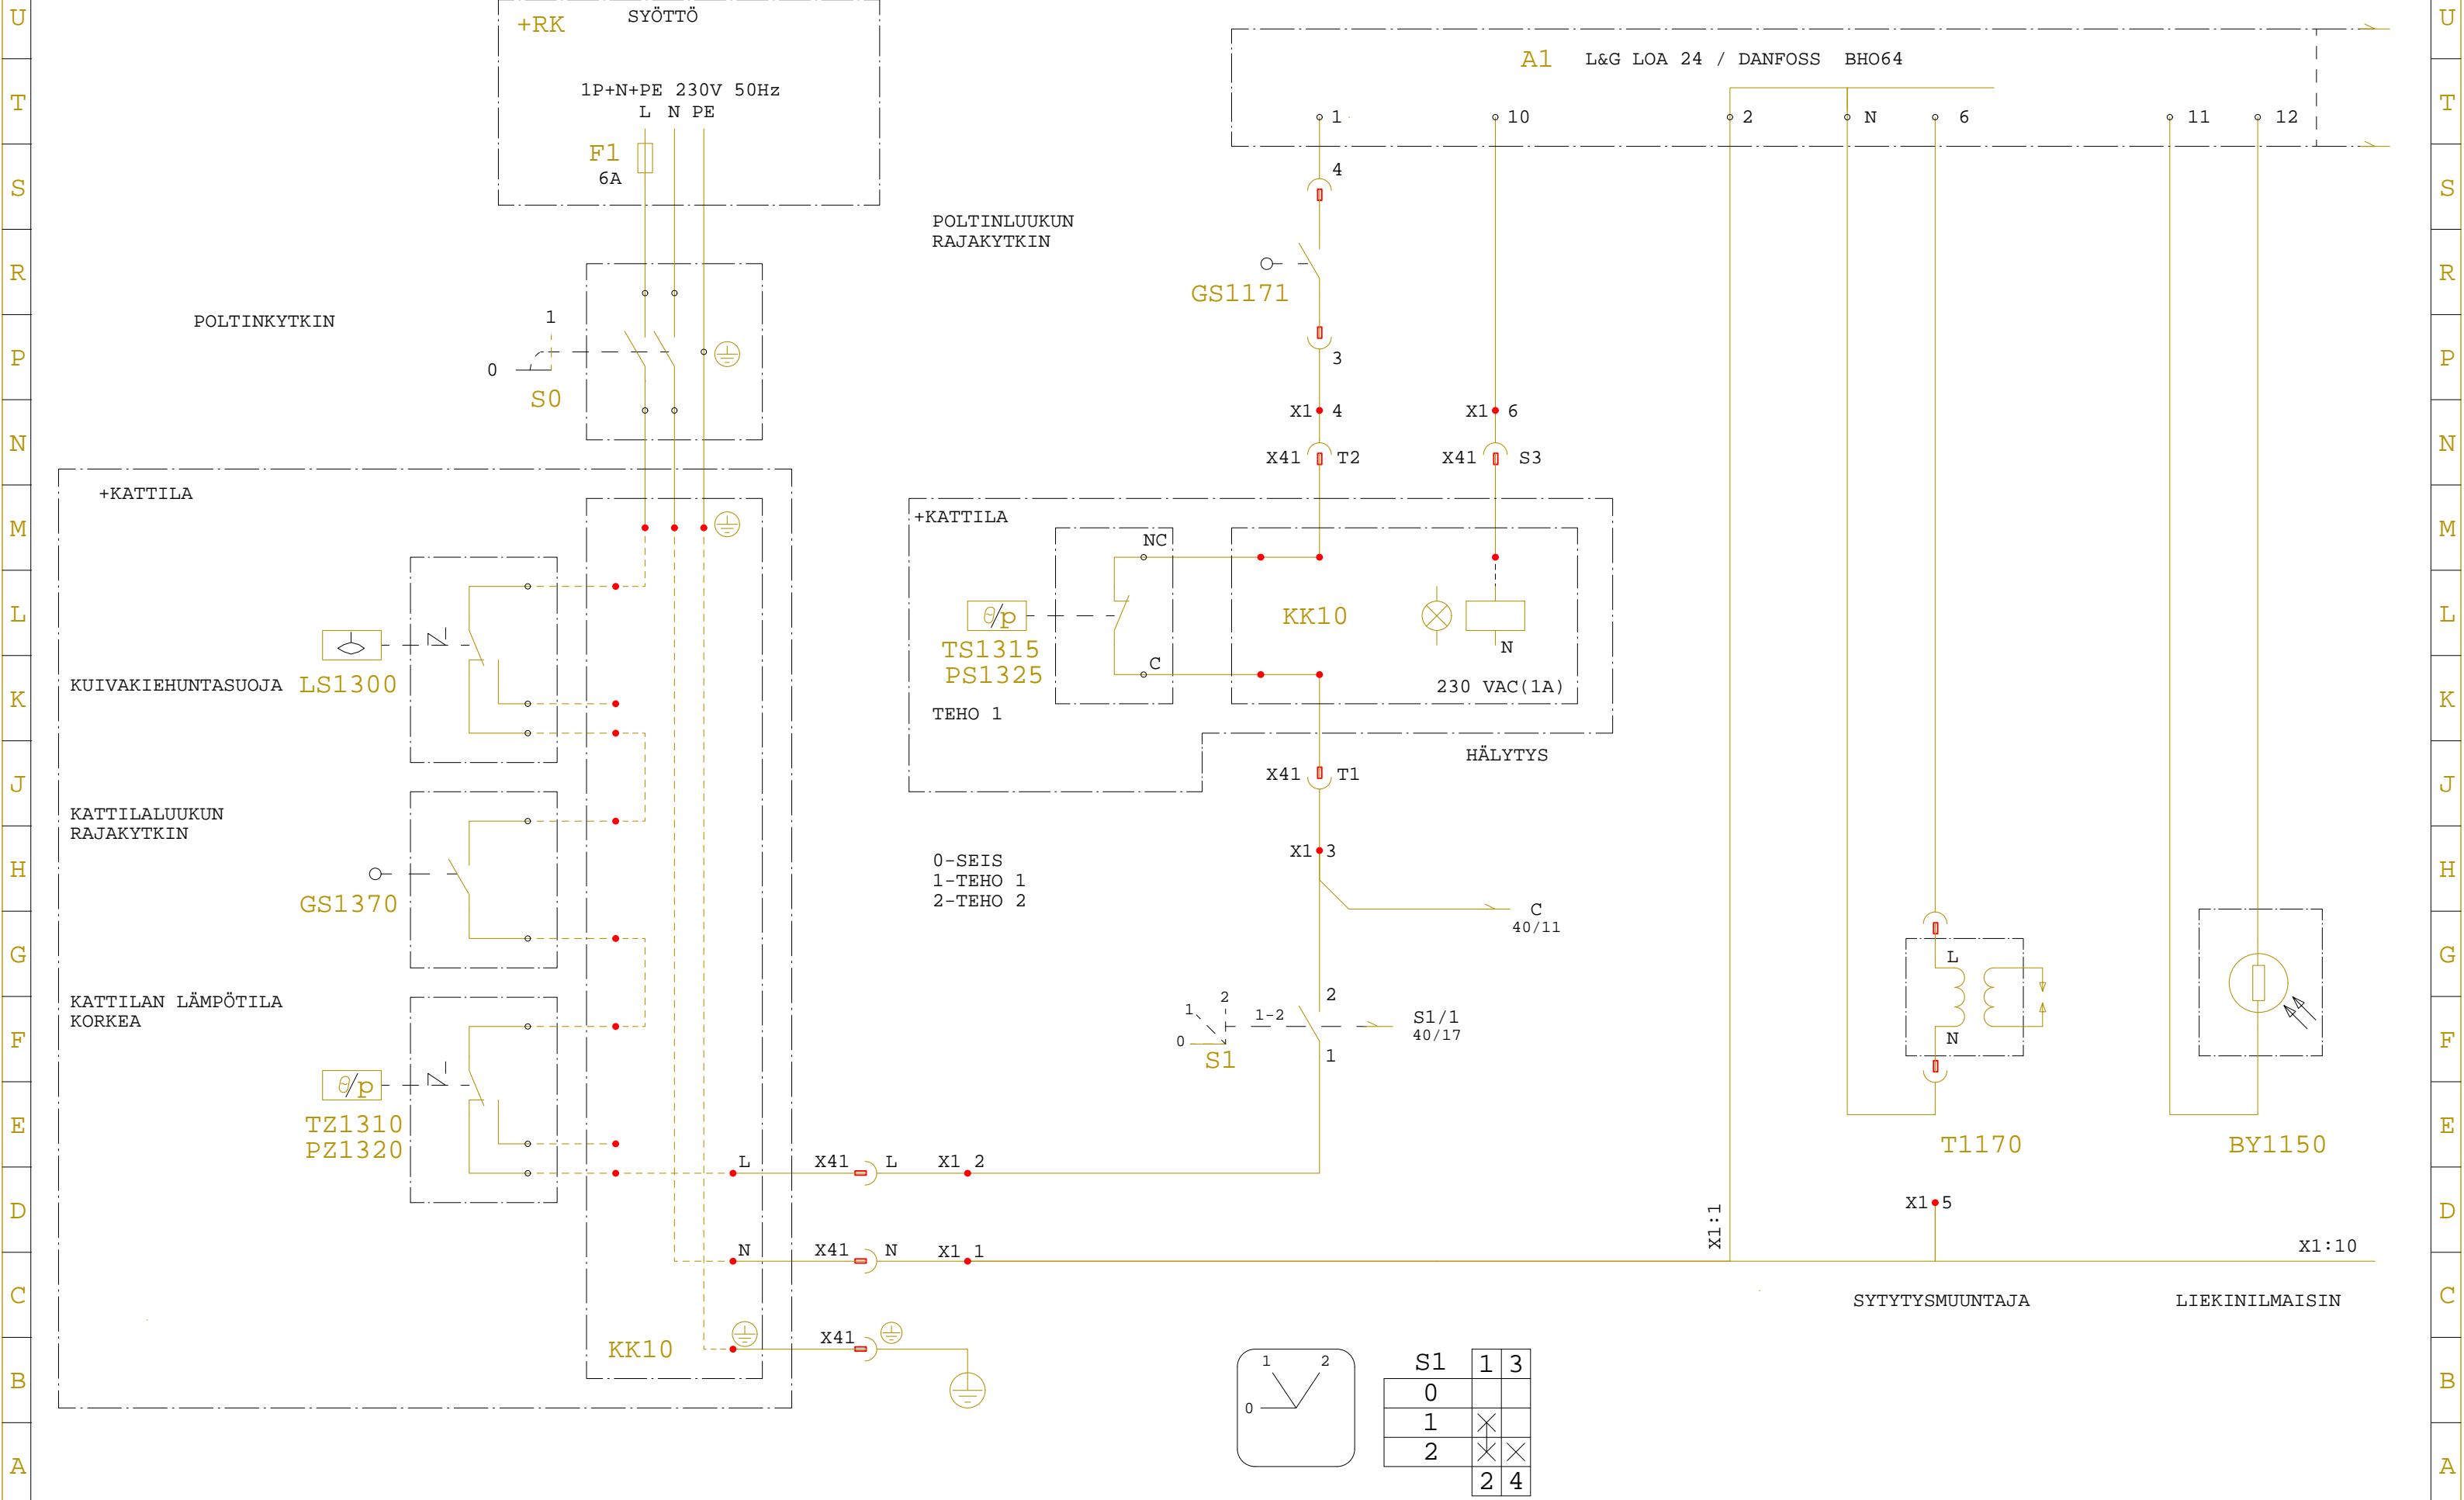 U
T
S
R
P
N
M
L
K
J
H
G
F
E
D
C
B
A
+RK
SYÖTTÖ
1P+N+PE 230V 50Hz
L N PE
F1
6A
POLTINKYTKIN
1
0
S0
+KATTILA
KUIVAKIEHUNTASUOJA
LS1300
KATTILALUUKUN
RAJAKYTKIN
GS1370
KATTILAN LÄMPÖTILA
KORKEA
θ/p
TZ1310
PZ1320
KK10
L X41 L X1 2
N X41 N X1 1
X41
A1 L&G LOA 24 / DANFOSS BHO64
1 10 2 N 6 11 12
4
POLTINLUUKUN
RAJAKYTKIN
GS1171
3
X1 4 X1 6
X41 T2 X41 S3
+KATTILA
NC
θ/p
KK10
TS1315
PS1325
N
C
230 VAC(1A)
TEHO 1
HÄLYTYS
X41 T1
X1 3
0-SEIS
1-TEHO 1
2-TEHO 2
C
40/11
2
1 2
1-2
0
S1
1
S1/1
40/17
L
N
T1170
BY1150
X1:1
X1 5
X1:10
SYTYTYSMUUNTAJA
LIEKINILMAISIN
1 2
0
S1 1 3
0
1
2
2 4
U
T
S
R
P
N
M
L
K
J
H
G
F
E
D
C
B
A